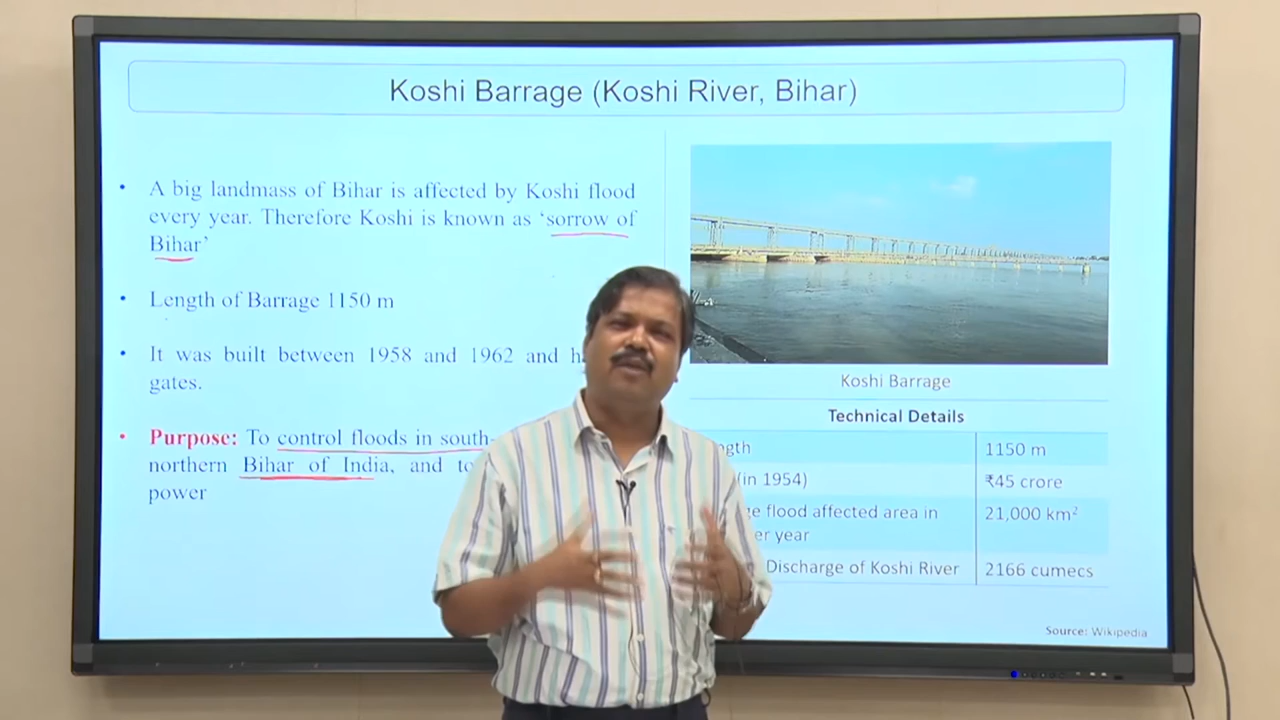 Koshi Barrage (Koshi River, Bihar)
• A big landmass of Bihar is affected by Koshi flood
every year. Therefore Koshi is known as ‘sorrow of
Bihar’
• Length of Barrage 1150 m
• It was built between 1958 and 1962 and
gates.
• Purpose: To control floods in south-
northern Bihar of India, and
power
Koshi Barrage
Technical Details
1150 m
(in 1954) ₹45 crore
flood affected area in 21,000 km²
year
Discharge of Koshi River 2166 cumecs
Source: Wikipedia